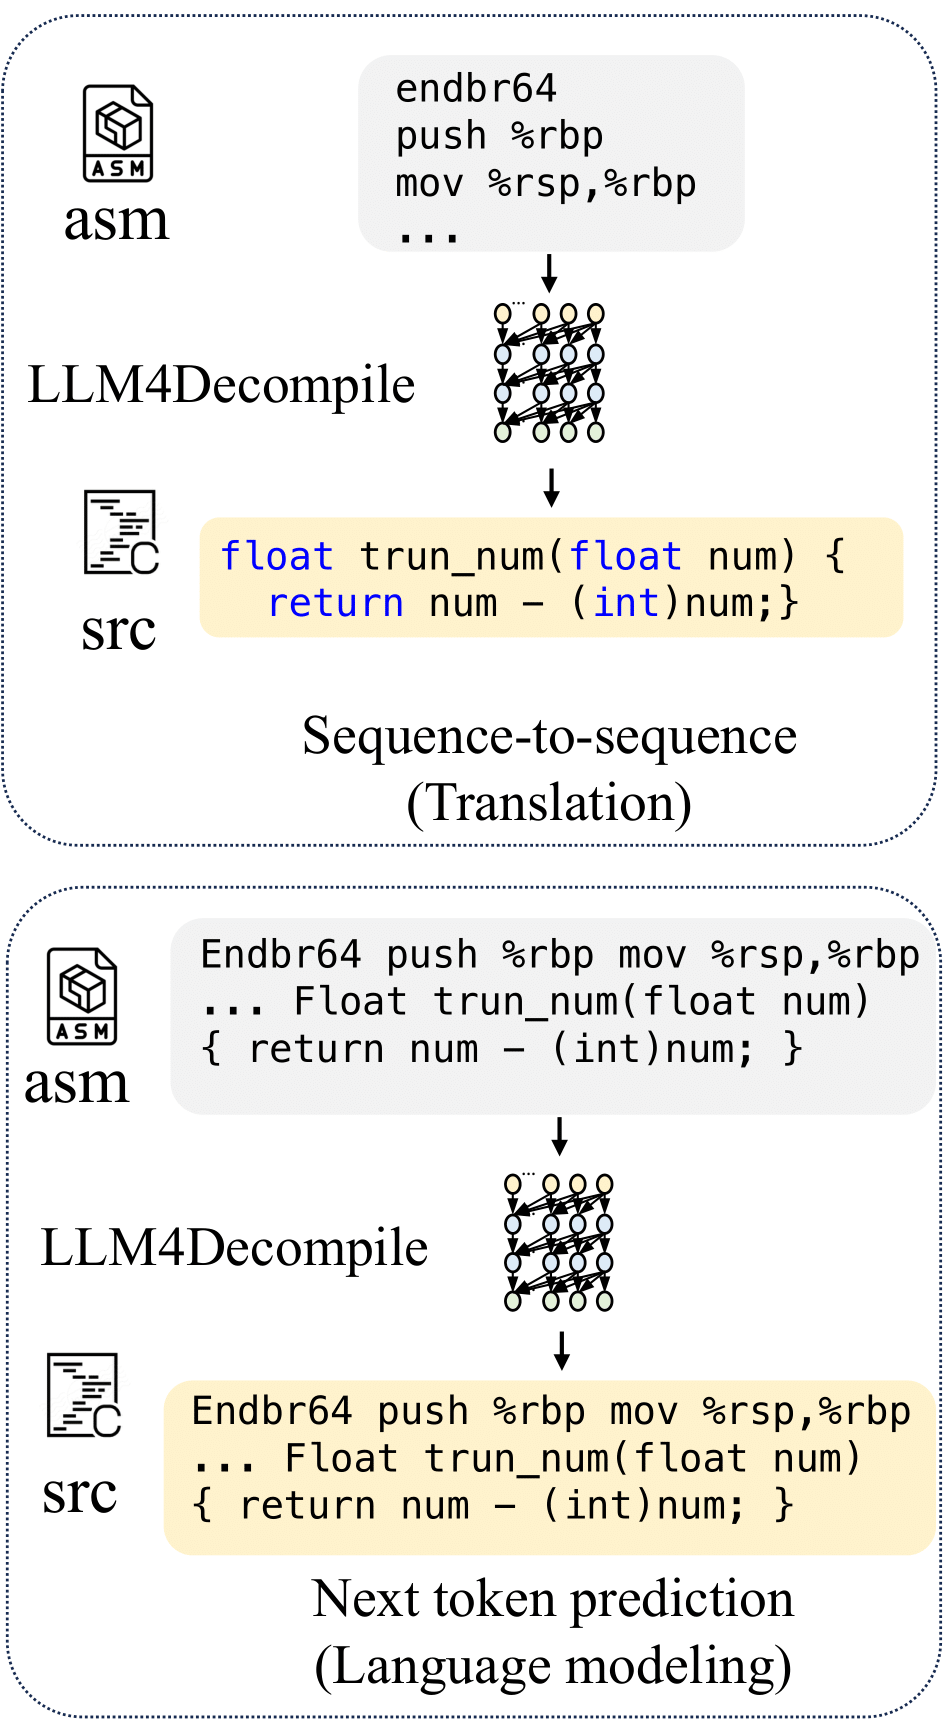 endbr64
push %rbp
mov %rsp,%rbp
...
ASM
asm
...
LLM4Decompile
C
float trun_num(float num) {
return num – (int)num;}
src
Sequence-to-sequence
(Translation)
Endbr64 push %rbp mov %rsp,%rbp
... Float trun_num(float num)
{ return num – (int)num; }
ASM
asm
...
LLM4Decompile
C
Endbr64 push %rbp mov %rsp,%rbp
... Float trun_num(float num)
{ return num – (int)num; }
src
Next token prediction
(Language modeling)